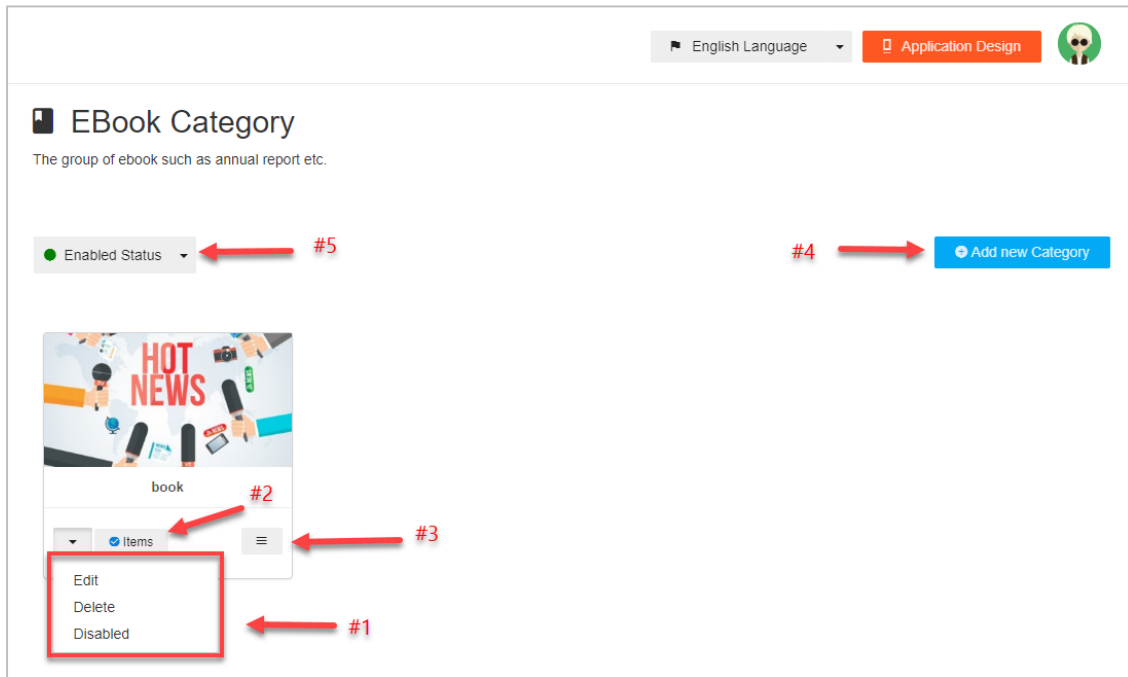 English Language
Application Design
EBook Category
The group of ebook such as annual report etc.
Enabled Status
#5
#4
Add new Category
HOT
NEWS
book
#2
Items
#3
Edit
Delete
Disabled
#1